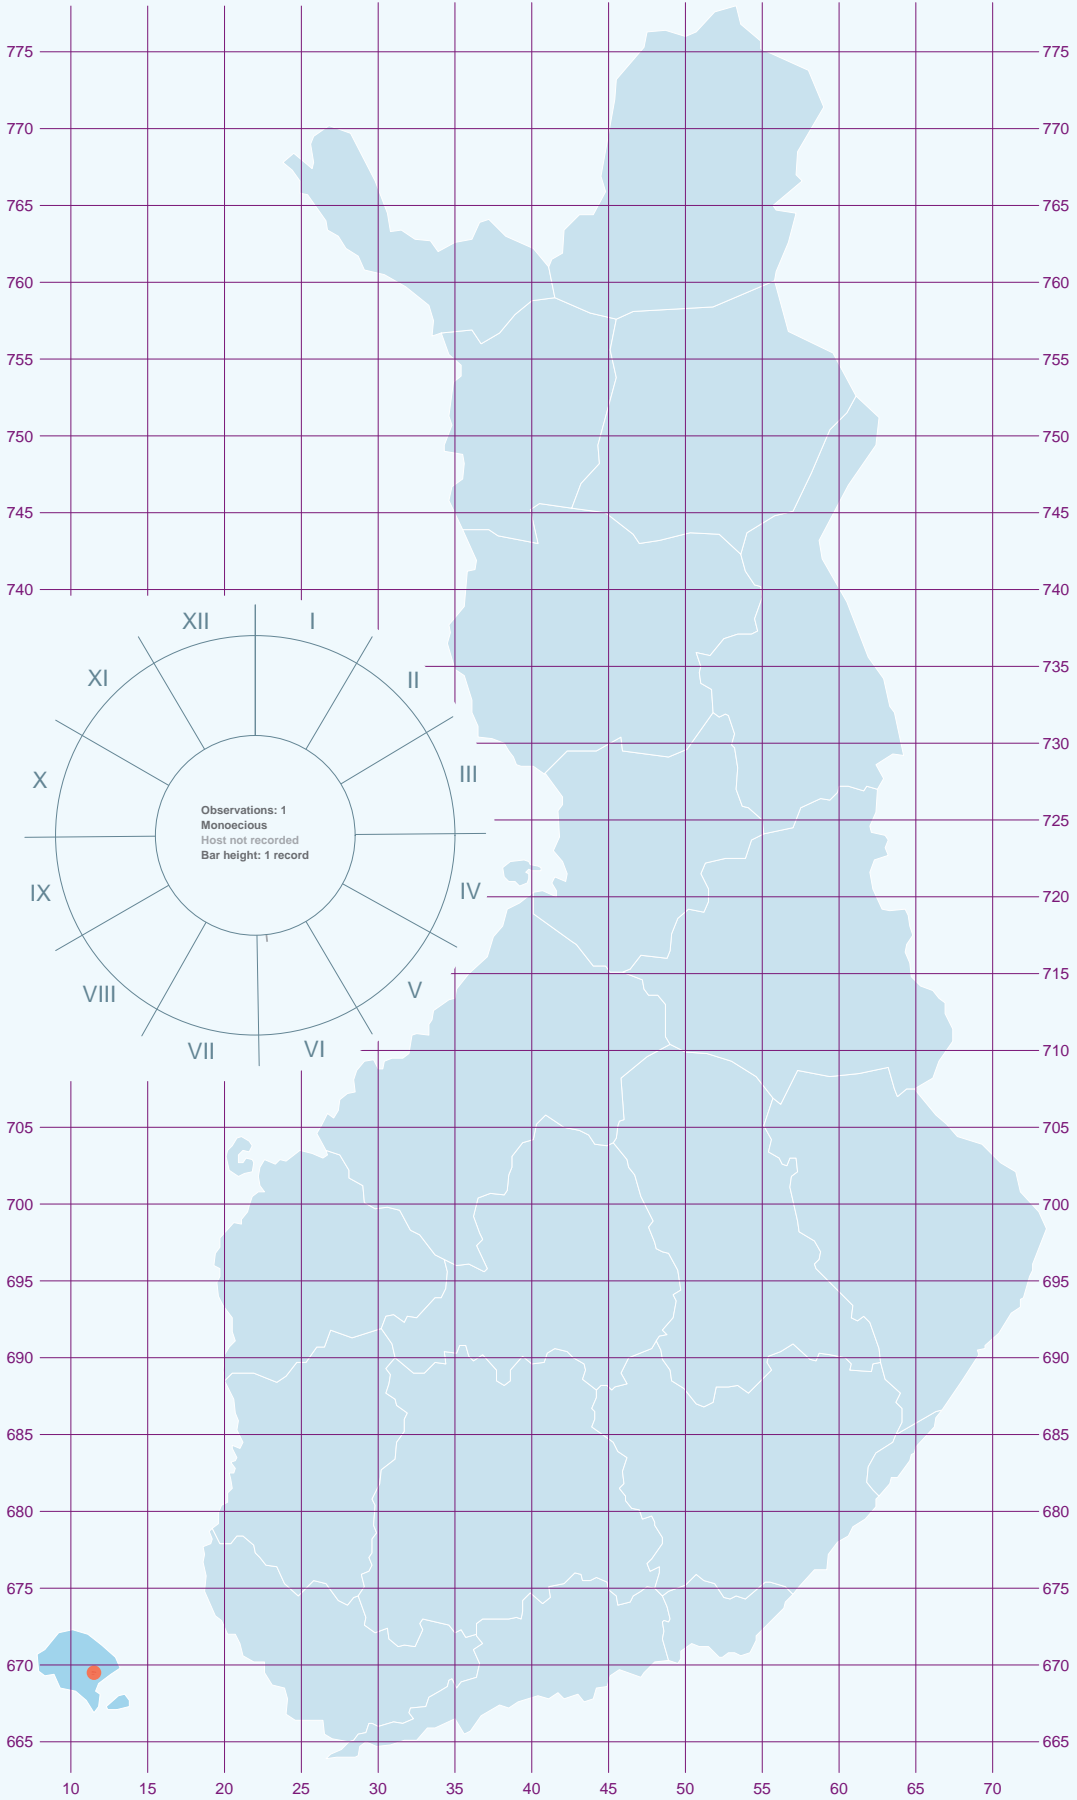 775 775
770 770
765 765
760 760
755 755
750 750
745 745
740 740
XII I
XI II
735
730
X III
725
IX IV
720
715
VIII V
VII VI
710
Observations: 1
Monoecious
Host not recorded
Bar height: 1 record
705 705
700 700
695 695
690 690
685 685
680 680
675 675
670 670
665 665
10 15 20 25 30 35 40 45 50 55 60 65 70